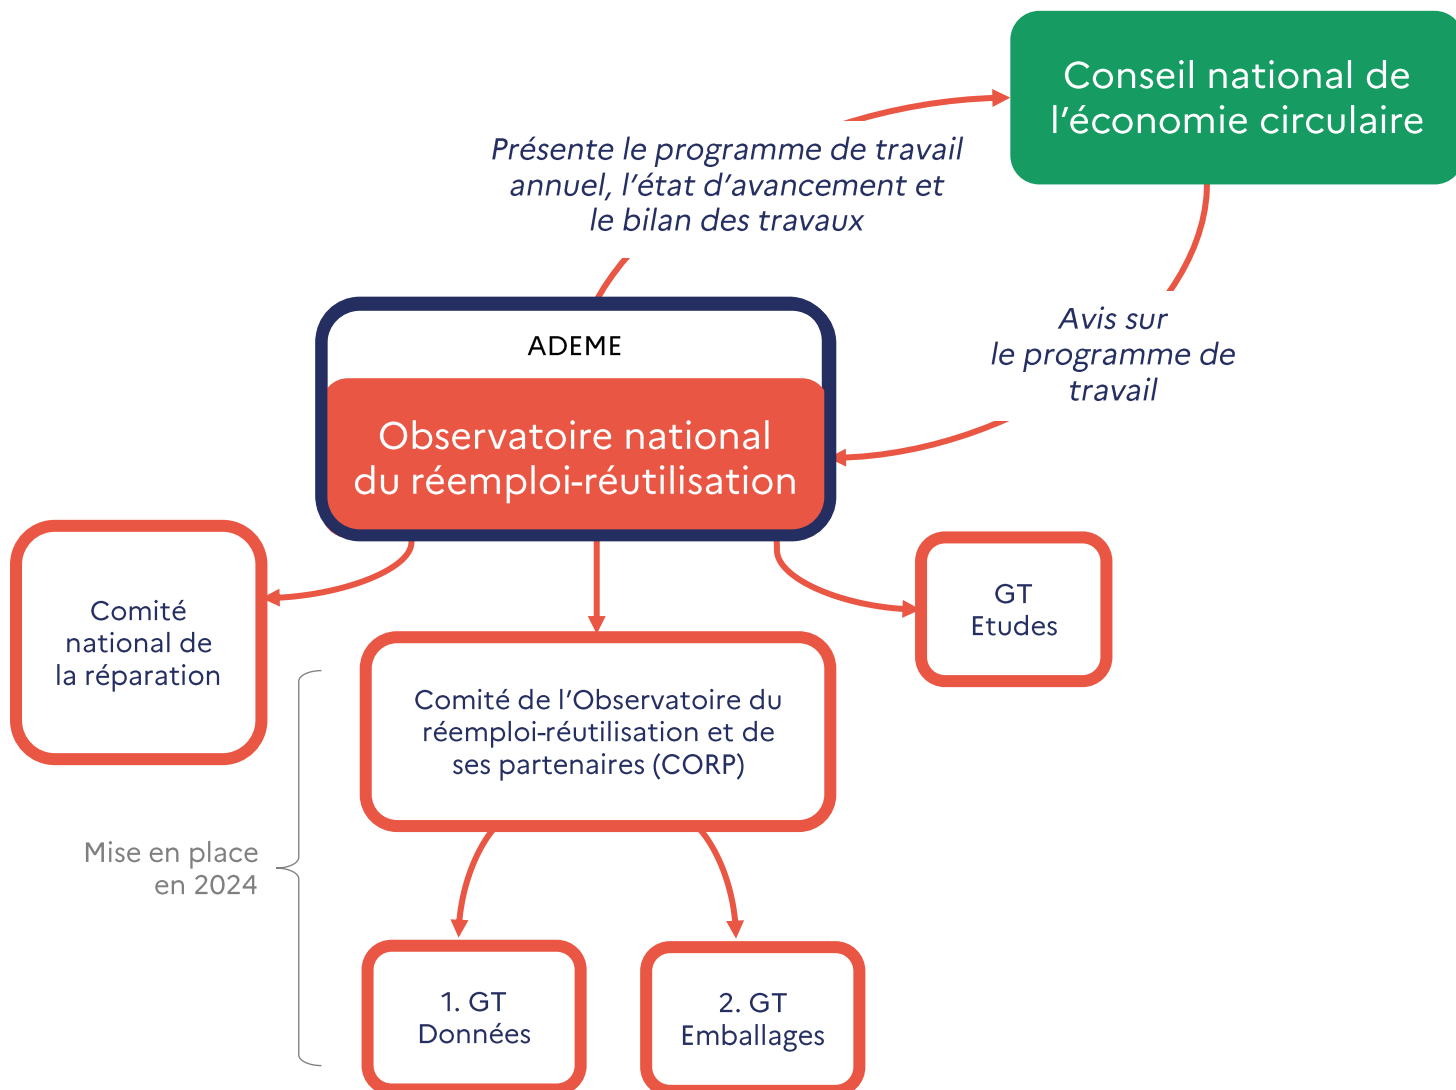 Conseil national de
l'économie circulaire
Présente le programme de travail
annuel, l'état d'avancement et
le bilan des travaux
Avis sur
le programme de
travail
ADEME
Observatoire national
du réemploi-réutilisation
Comité
national de
la réparation
GT
Etudes
Comité de l'Observatoire du
réemploi-réutilisation et de
ses partenaires (CORP)
Mise en place
en 2024
1. GT
Données
2. GT
Emballages